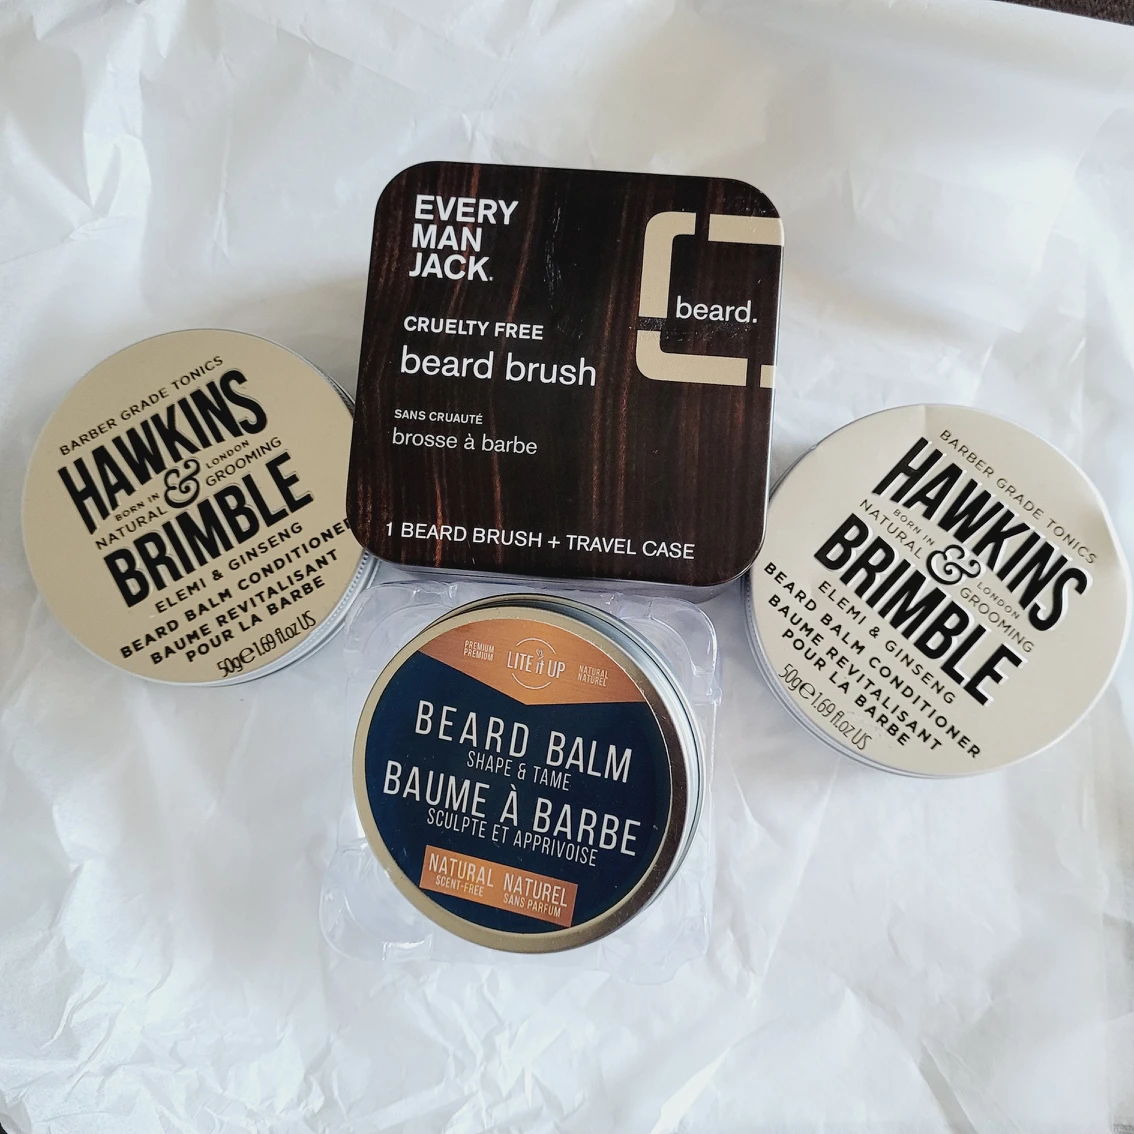 EVERY
MAN
JACK.
CRUELTY FREE
beard brush
SANS CRUAUTÉ
brosse à barbe
1 BEARD BRUSH + TRAVEL CASE
beard.
BARBER GRADE TONICS
HAWKINS
BORN IN & LONDON
NATURAL GROOMING
BRIMBLE
ELEMI & GINSENG
BEARD BALM CONDITIONER
BAUME REVITALISANT
POUR LA BARBE
50g e 1.69 fl.oz US
BARBER GRADE TONICS
HAWKINS
BORN IN & LONDON
NATURAL GROOMING
BRIMBLE
ELEMI & GINSENG
BEARD BALM CONDITIONER
BAUME REVITALISANT
POUR LA BARBE
50g e 1.69 fl.oz US
PREMIUM
PREMIUM
LITE it UP
NATURAL
NATUREL
BEARD BALM
SHAPE & TAME
BAUME À BARBE
SCULPTE ET APPRIVOISE
NATURAL NATUREL
SCENT-FREE SANS PARFUM